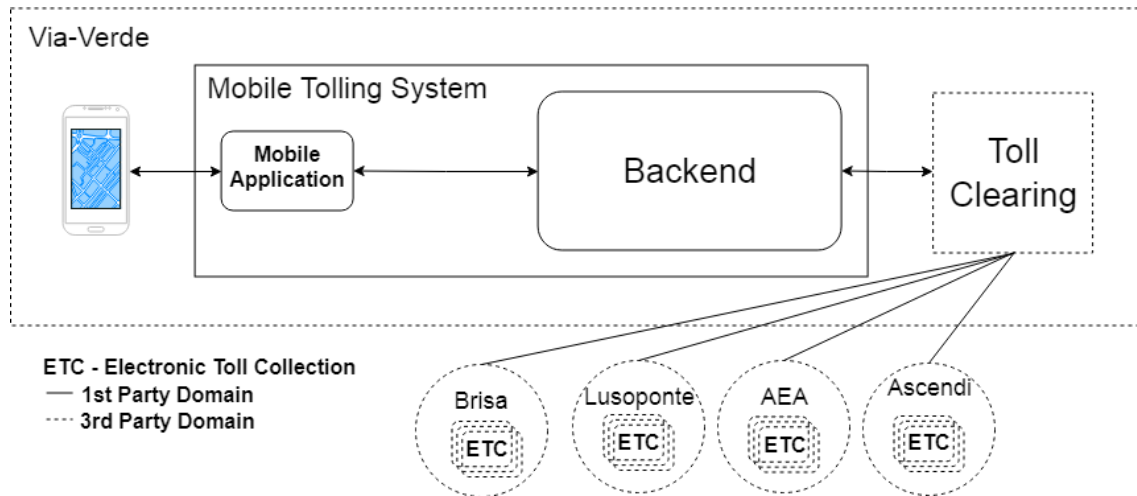 Via-Verde
Mobile Tolling System
Mobile
Application
Backend
Toll
Clearing
ETC - Electronic Toll Collection
1st Party Domain
3rd Party Domain
Brisa
ETC
Lusoponte
ETC
AEA
ETC
Ascendi
ETC